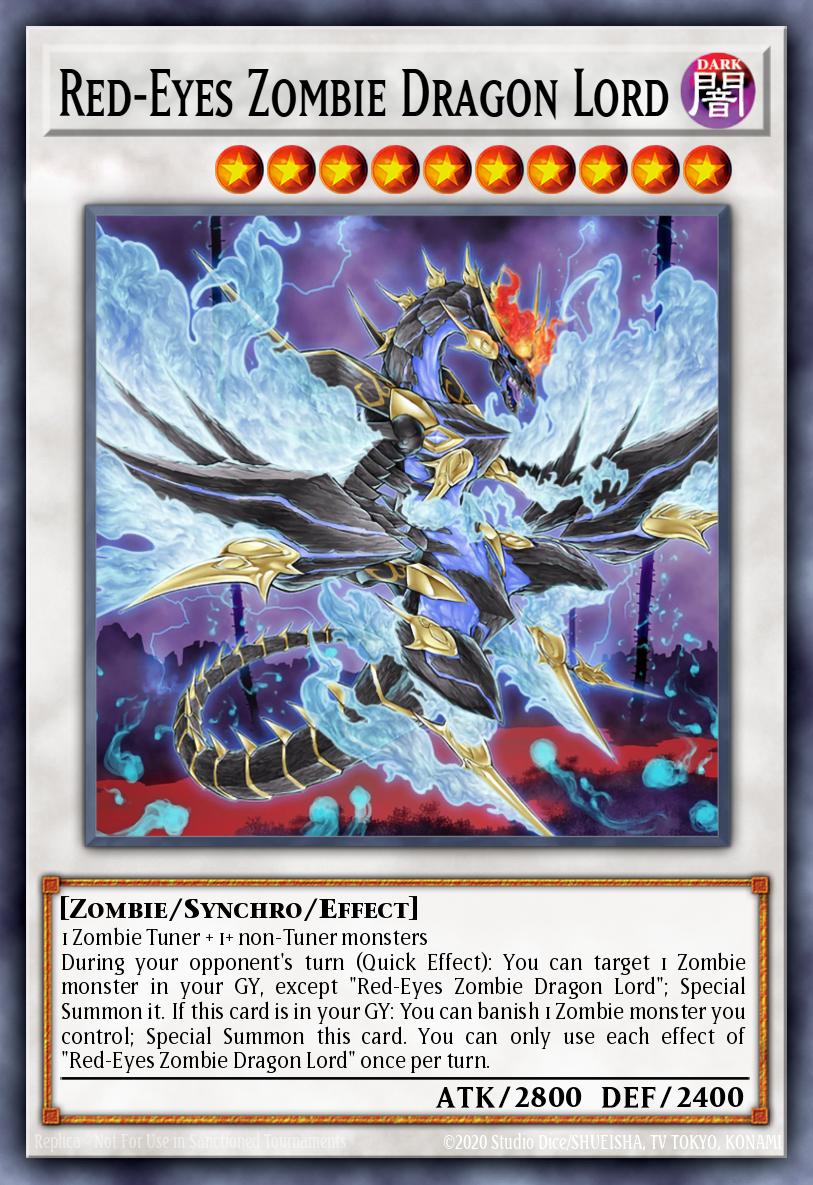 Red-Eyes Zombie Dragon Lord
DARK
闇
[Zombie/Synchro/Effect]
1 Zombie Tuner + 1+ non-Tuner monsters
During your opponent's turn (Quick Effect): You can target 1 Zombie
monster in your GY, except "Red-Eyes Zombie Dragon Lord"; Special
Summon it. If this card is in your GY: You can banish 1 Zombie monster you
control; Special Summon this card. You can only use each effect of
"Red-Eyes Zombie Dragon Lord" once per turn.
ATK/2800 DEF/2400
Replica - Not For Use in Sanctioned Tournaments
©2020 Studio Dice/SHUEISHA, TV TOKYO, KONAMI